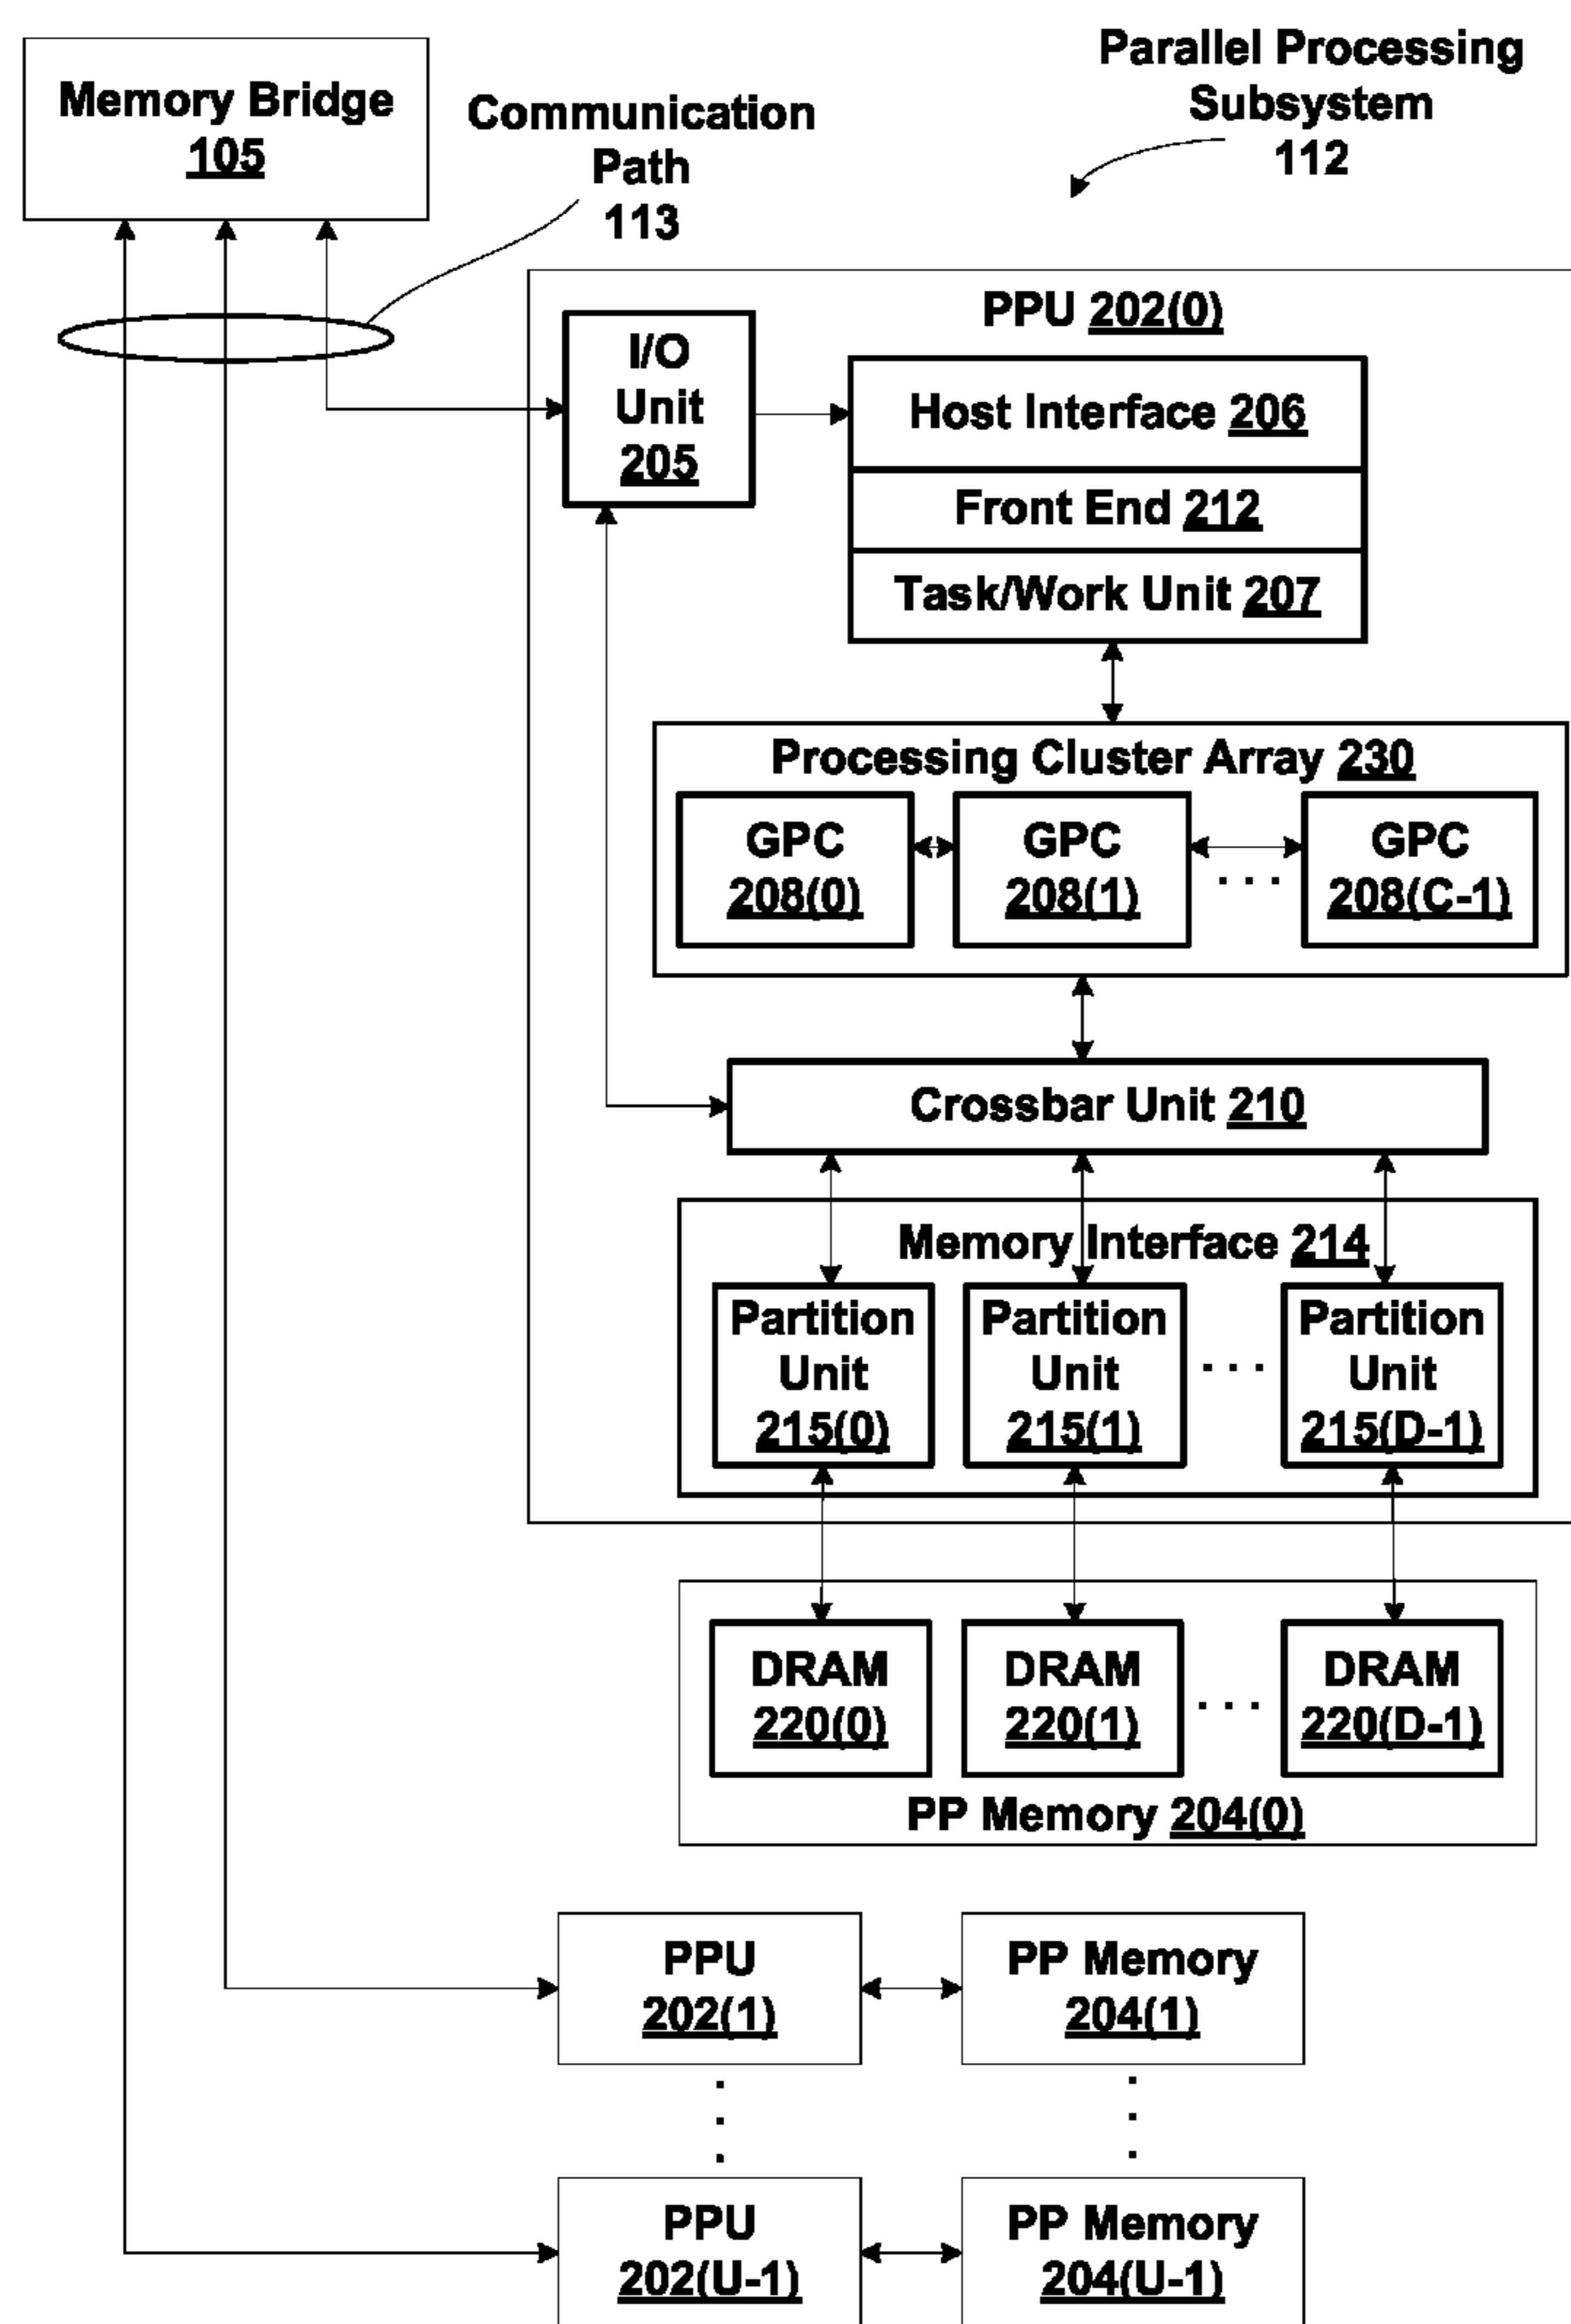 Parallel Processing
Subsystem
112
Memory Bridge
105
Communication
Path
113
PPU 202(0)
I/O
Unit
205
Host Interface 206
Front End 212
Task/Work Unit 207
Processing Cluster Array 230
GPC
208(0)
GPC
208(1)
. . .
GPC
208(C-1)
Crossbar Unit 210
Memory Interface 214
Partition
Unit
215(0)
Partition
Unit
215(1)
. . .
Partition
Unit
215(D-1)
DRAM
220(0)
DRAM
220(1)
. . .
DRAM
220(D-1)
PP Memory 204(0)
PPU
202(1)
PP Memory
204(1)
PPU
202(U-1)
PP Memory
204(U-1)